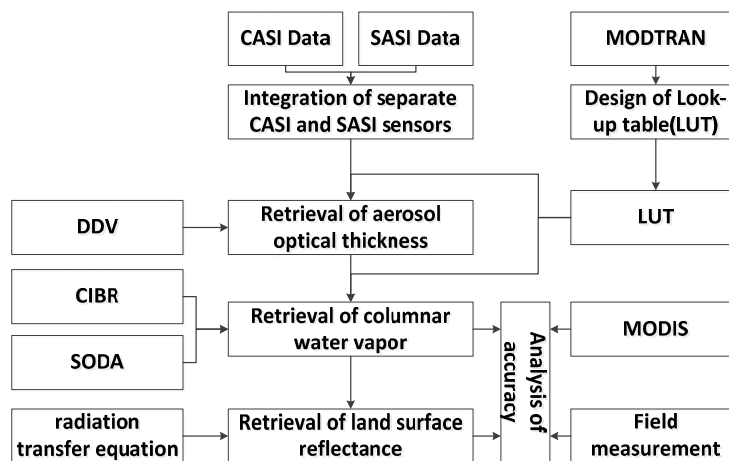 CASI Data
SASI Data
MODTRAN
Integration of separate
CASI and SASI sensors
Design of Look-
up table(LUT)
DDV
Retrieval of aerosol
optical thickness
LUT
CIBR
SODA
Retrieval of columnar
water vapor
Analysis of
accuracy
MODIS
radiation
transfer equation
Retrieval of land surface
reflectance
Field
measurement